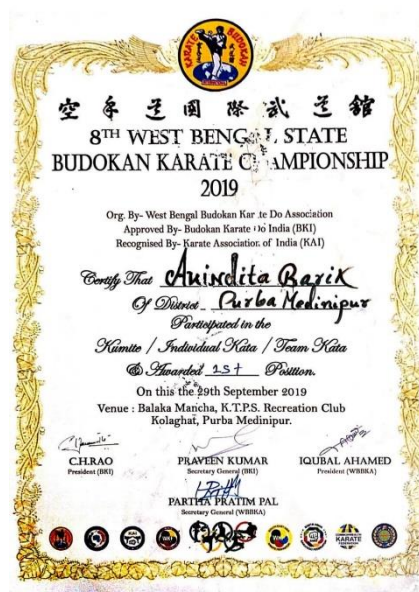 KARATE BUDOKAN
空手道国際武道館
8TH WEST BENGAL STATE
BUDOKAN KARATE CHAMPIONSHIP
2019
Org. By- West Bengal Budokan Karate Do Association
Approved By- Budokan Karate Do India (BKI)
Recognised By- Karate Association of India (KAI)
Certify That Anindita Barik
Of District Purba Medinipur
Participated in the
Kumite / Individual Kata / Team Kata
& Awarded 1st Position.
On this the 29th September 2019
Venue : Balaka Mancha, K.T.P.S. Recreation Club
Kolaghat, Purba Medinipur.
C.H.RAO
President (BKI)
PRAVEEN KUMAR
Secretary General (BKI)
IQUBAL AHAMED
President (WBBKA)
PARTHA PRATIM PAL
Secretary General (WBBKA)
WKF
KARATE